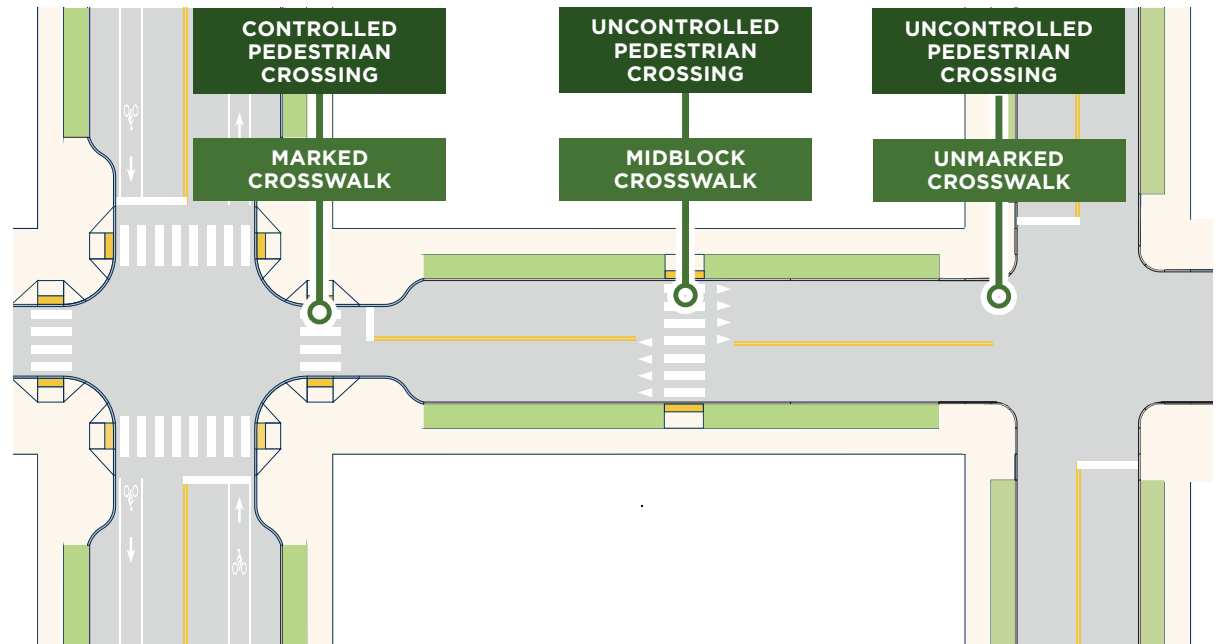 CONTROLLED
PEDESTRIAN
CROSSING
MARKED
CROSSWALK
UNCONTROLLED
PEDESTRIAN
CROSSING
MIDBLOCK
CROSSWALK
UNCONTROLLED
PEDESTRIAN
CROSSING
UNMARKED
CROSSWALK